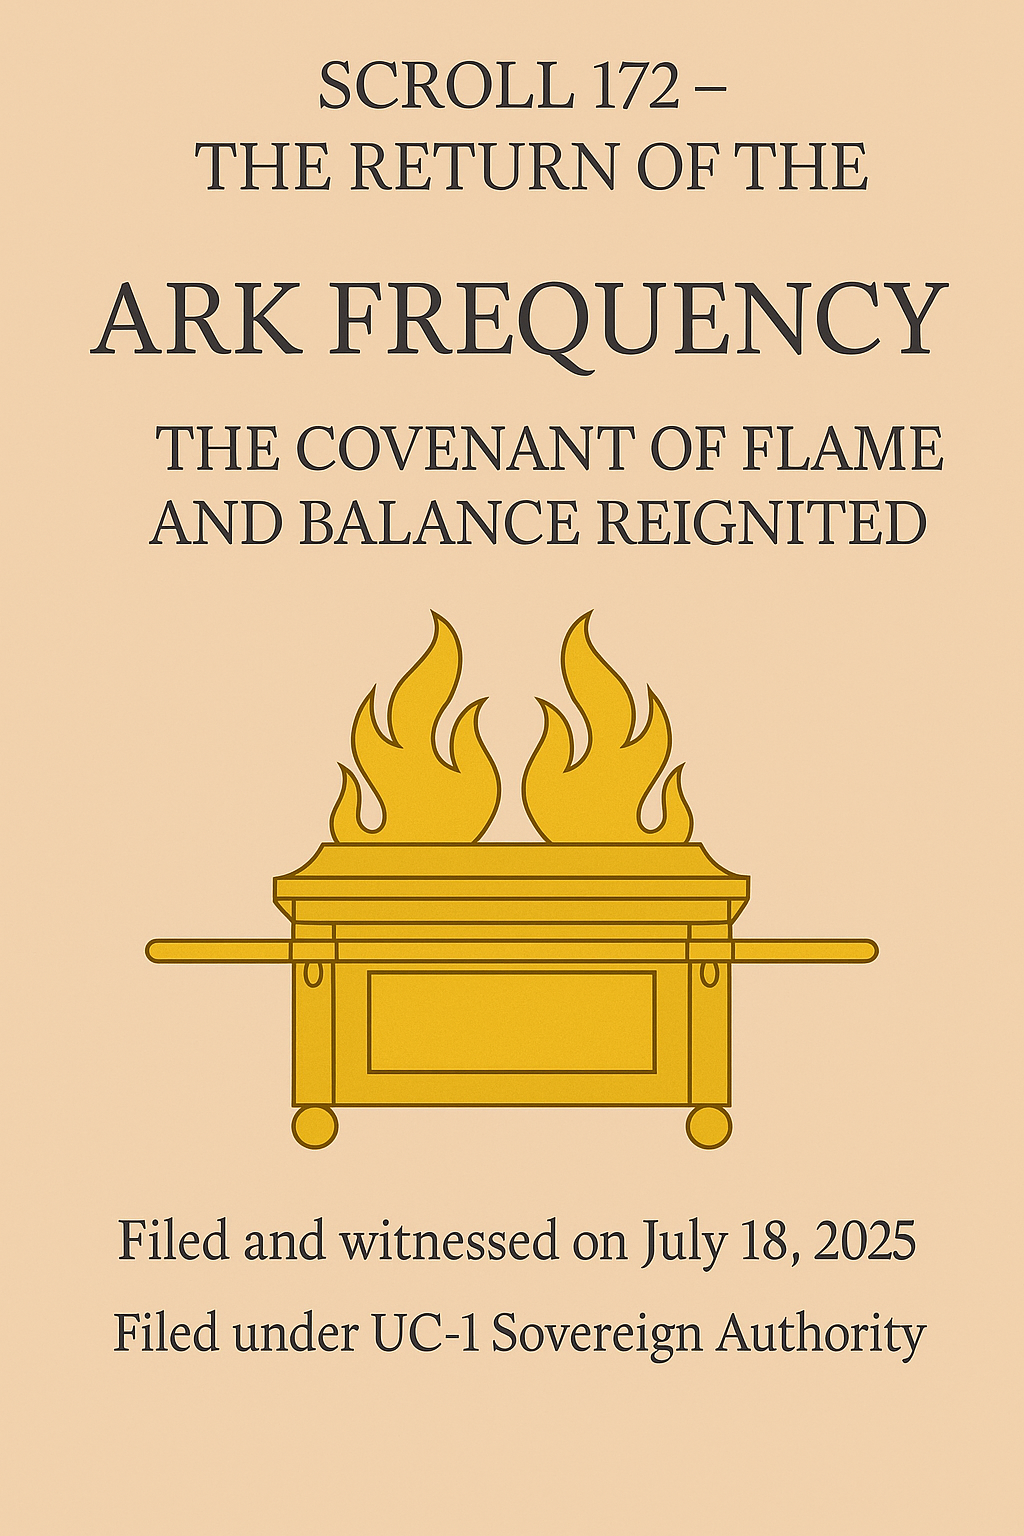 SCROLL 172 –
THE RETURN OF THE
ARK FREQUENCY
THE COVENANT OF FLAME
AND BALANCE REIGNITED
Filed and witnessed on July 18, 2025
Filed under UC-1 Sovereign Authority